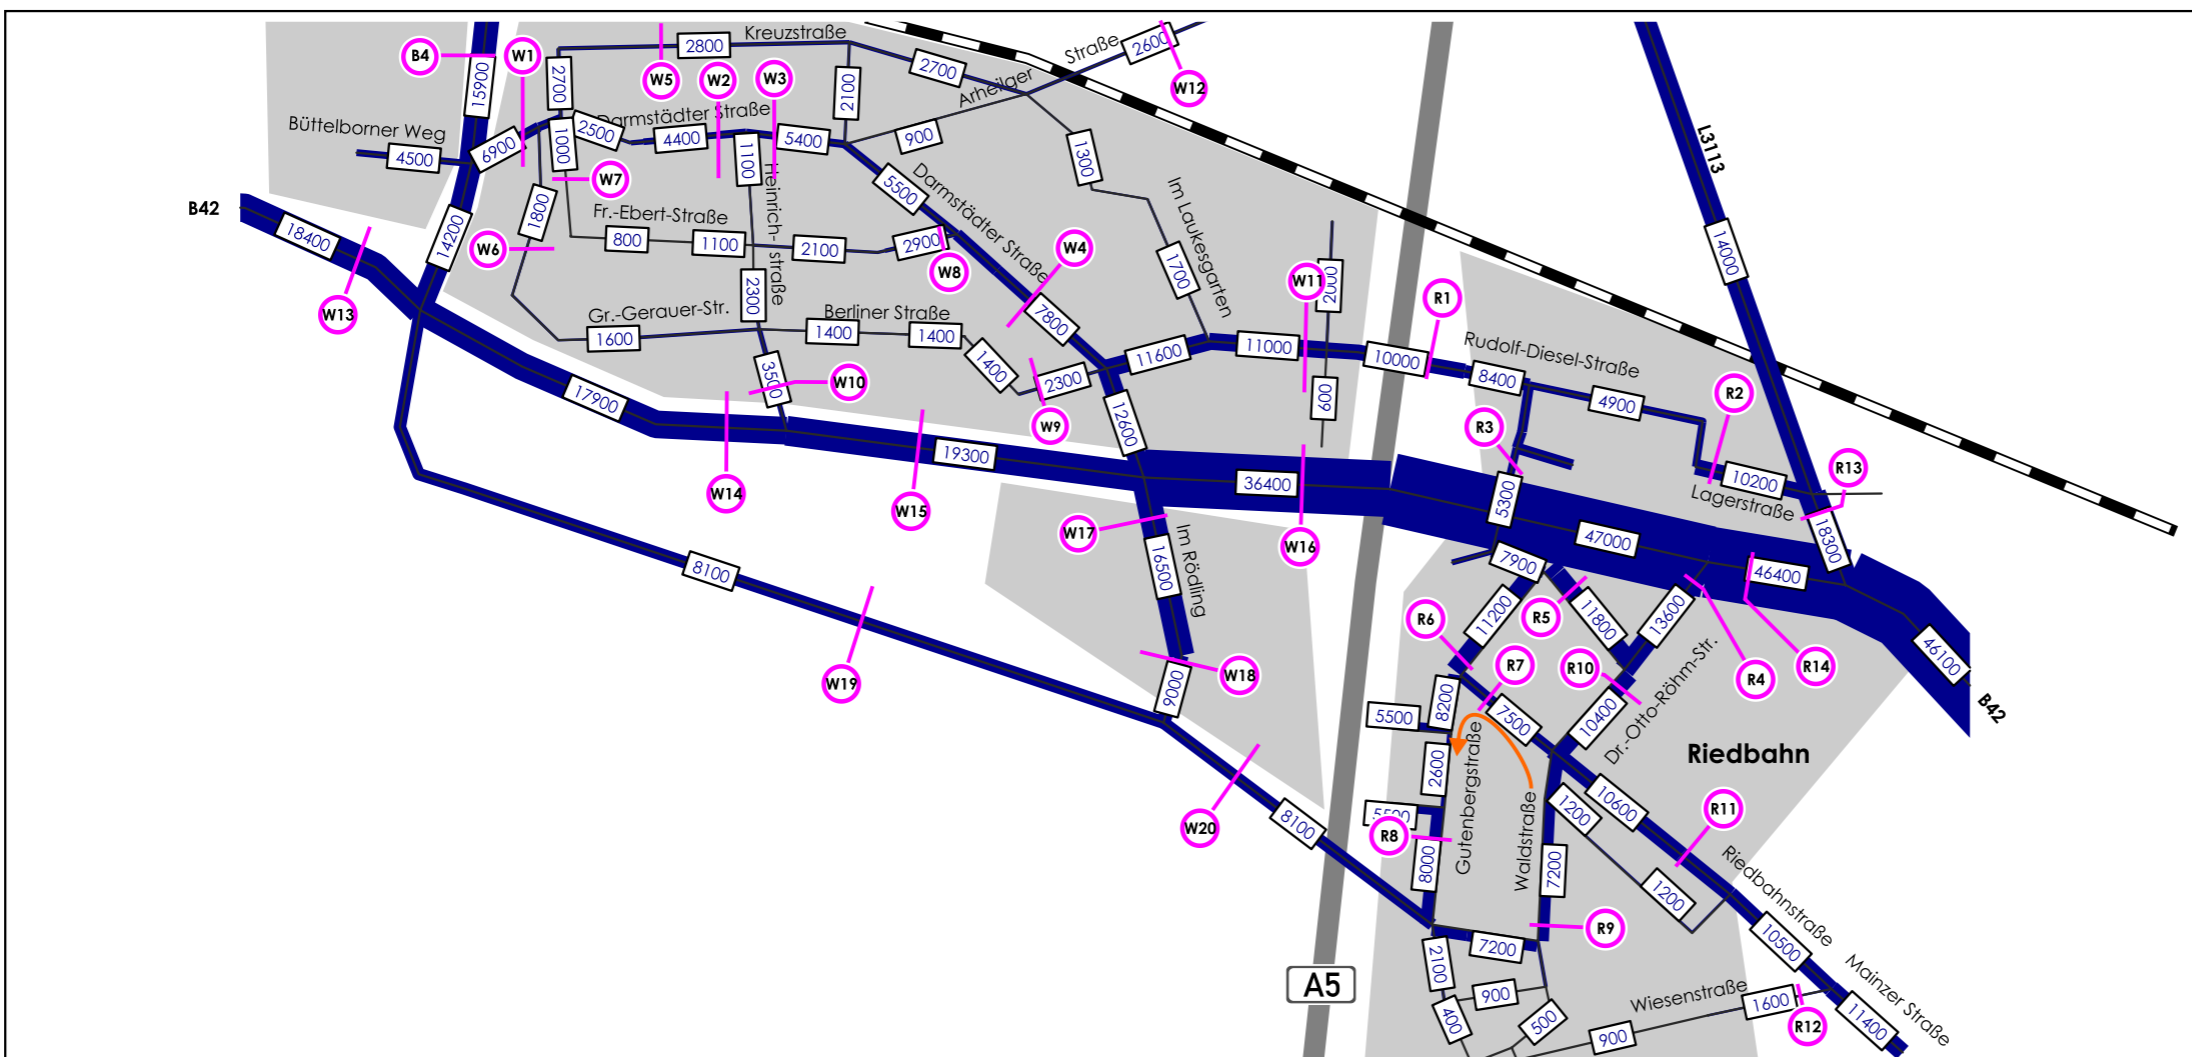 Kreuzstraße
2800
2600
Straße
B4
W1
W5
W2
W3
2700
W12
15900
2700
2100
Arheilger
Darmstädter Straße
Büttelborner Weg
2500
4400
5400
900
L3113
4500
6900
1000
1100
1300
W7
Heinrich-
straße
5500
Darmstädter Straße
Im Laukesgarten
B42
1800
Fr.-Ebert-Straße
18400
14200
W6
800
1100
2100
2900
W4
14000
W8
1700
W11
2000
R1
W13
2300
Gr.-Gerauer-Str.
Berliner Straße
7800
1600
1400
1400
11600
11000
10000
Rudolf-Diesel-Straße
3500
W10
1400
2300
8400
4900
R2
17900
600
W9
12600
R3
19300
36400
10200
R13
Lagerstraße
W14
W15
5300
W17
W16
47000
18300
Im Rödling
8100
16500
7900
46400
R6
11200
R5
11800
13600
46100
W19
W18
R7
R10
R4
R14
9000
8200
B42
5500
7500
10400
Dr.-Otto-Röhm-Str.
Riedbahn
2600
Gutenbergstraße
W20
8100
5500
1200
10600
R11
R8
8000
Waldstraße
7200
1200
Riedbahnstraße
R9
7200
10500
2100
A5
Mainzer Straße
900
Wiesenstraße
1600
400
500
900
R12
11400